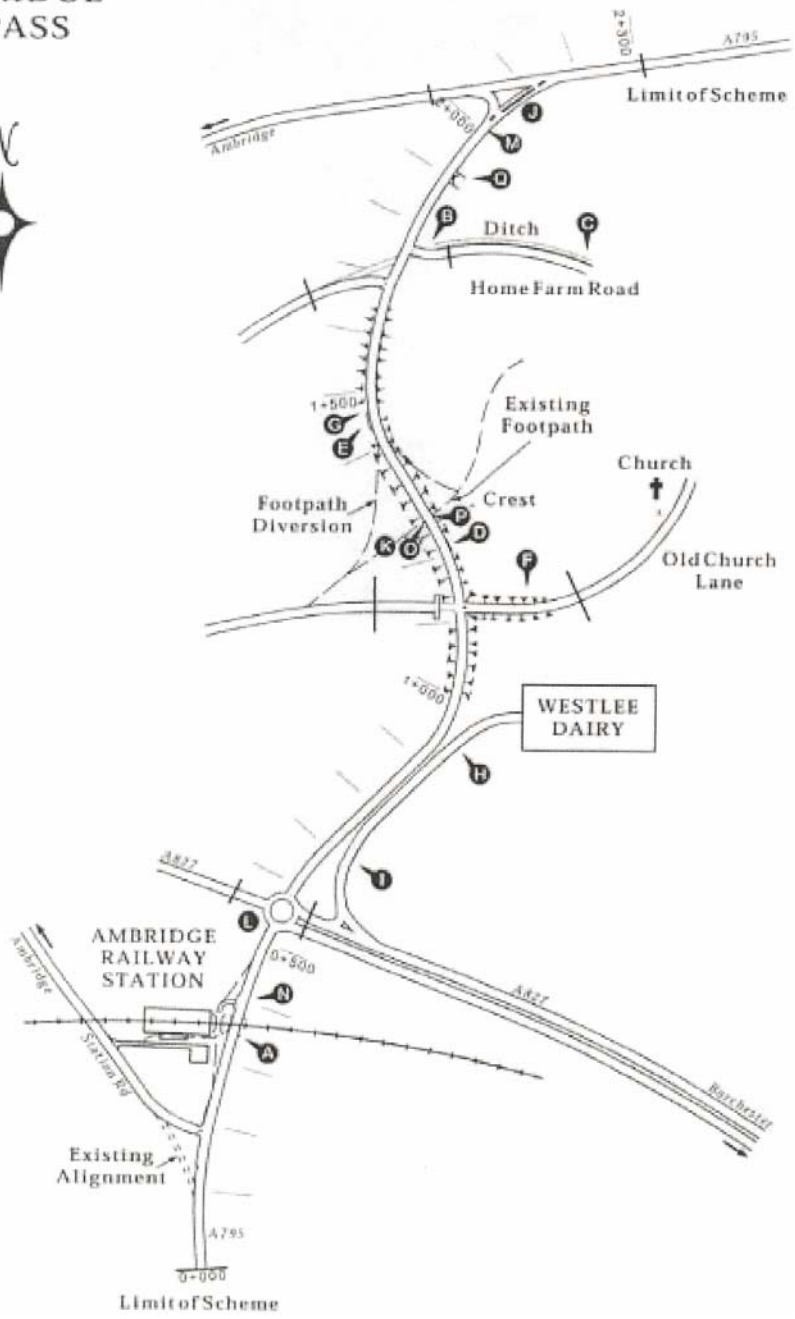 PASS
N
2+300
A795
Limit of Scheme
Ambridge
2+000
J
M
Q
B
Ditch
C
Home Farm Road
1+500
G
E
Existing
Footpath
Church
Footpath
Diversion
Crest
P
D
K
O
F
Old Church
Lane
1+000
WESTLEE
DAIRY
H
A827
I
L
AMBRIDGE
RAILWAY
STATION
Ambridge
0+500
N
A827
A
Station Rd
Borchester
Existing
Alignment
A795
0+000
Limit of Scheme